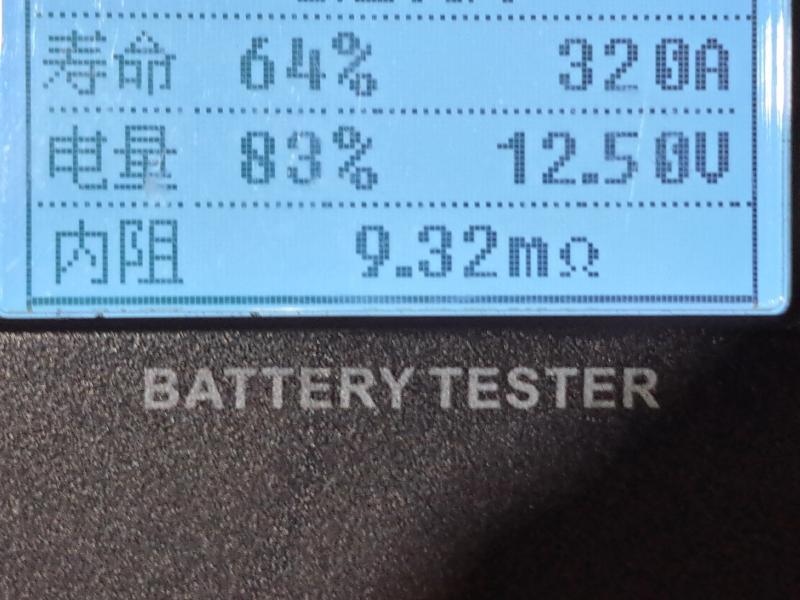 寿命 64% 320A
电量 83% 12.50V
内阻 9.32mΩ
BATTERY TESTER